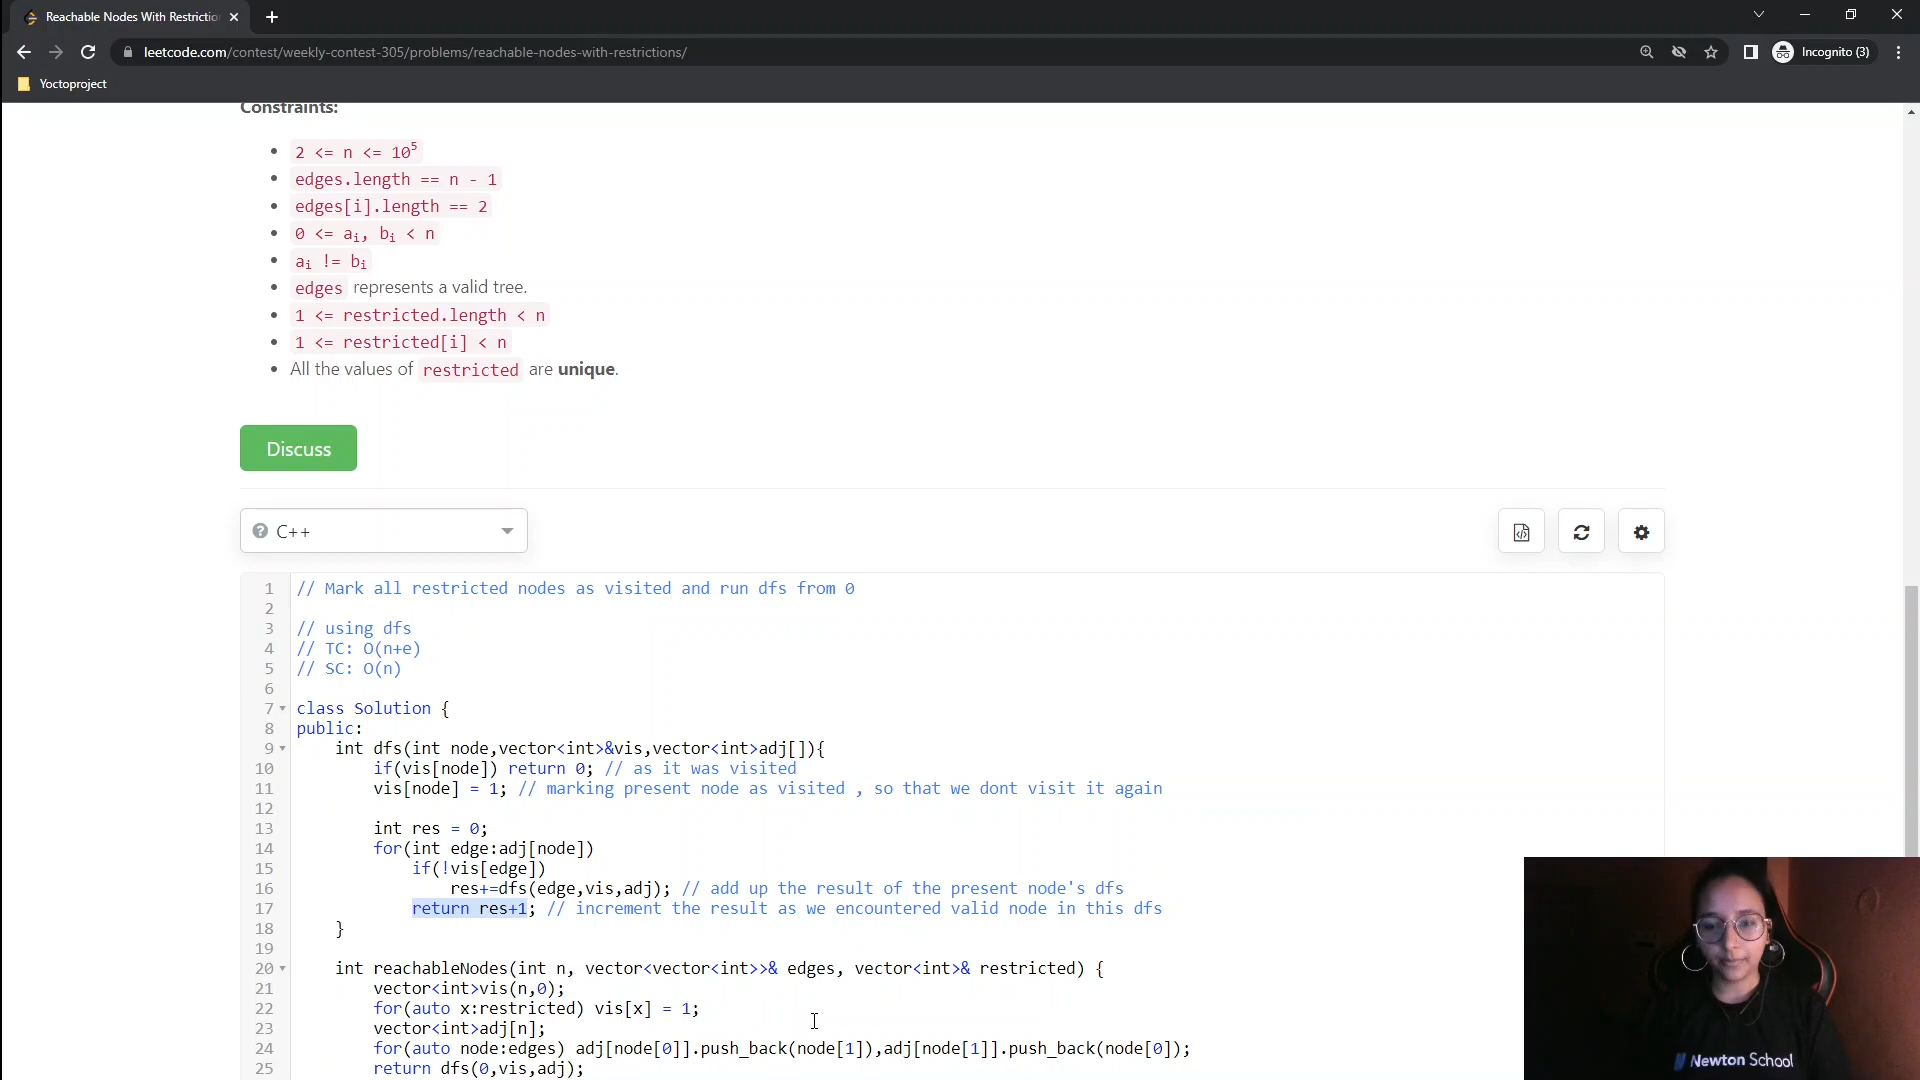 Reachable Nodes With Restrictio
leetcode.com/contest/weekly-contest-305/problems/reachable-nodes-with-restrictions/
Incognito (3)
Yoctoproject
Constraints:
2 <= n <= 10⁵
edges.length == n - 1
edges[i].length == 2
0 <= aᵢ, bᵢ < n
aᵢ != bᵢ
edges represents a valid tree.
1 <= restricted.length < n
1 <= restricted[i] < n
All the values of restricted are unique.
Discuss
C++
1 // Mark all restricted nodes as visited and run dfs from 0
2
3 // using dfs
4 // TC: O(n+e)
5 // SC: O(n)
6
7 class Solution {
8 public:
9 int dfs(int node,vector<int>&vis,vector<int>adj[]){
10 if(vis[node]) return 0; // as it was visited
11 vis[node] = 1; // marking present node as visited , so that we dont visit it again
12
13 int res = 0;
14 for(int edge:adj[node])
15 if(!vis[edge])
16 res+=dfs(edge,vis,adj); // add up the result of the present node's dfs
17 return res+1; // increment the result as we encountered valid node in this dfs
18 }
19
20 int reachableNodes(int n, vector<vector<int>>& edges, vector<int>& restricted) {
21 vector<int>vis(n,0);
22 for(auto x:restricted) vis[x] = 1;
23 vector<int>adj[n];
24 for(auto node:edges) adj[node[0]].push_back(node[1]),adj[node[1]].push_back(node[0]);
25 return dfs(0,vis,adj);
Newton School